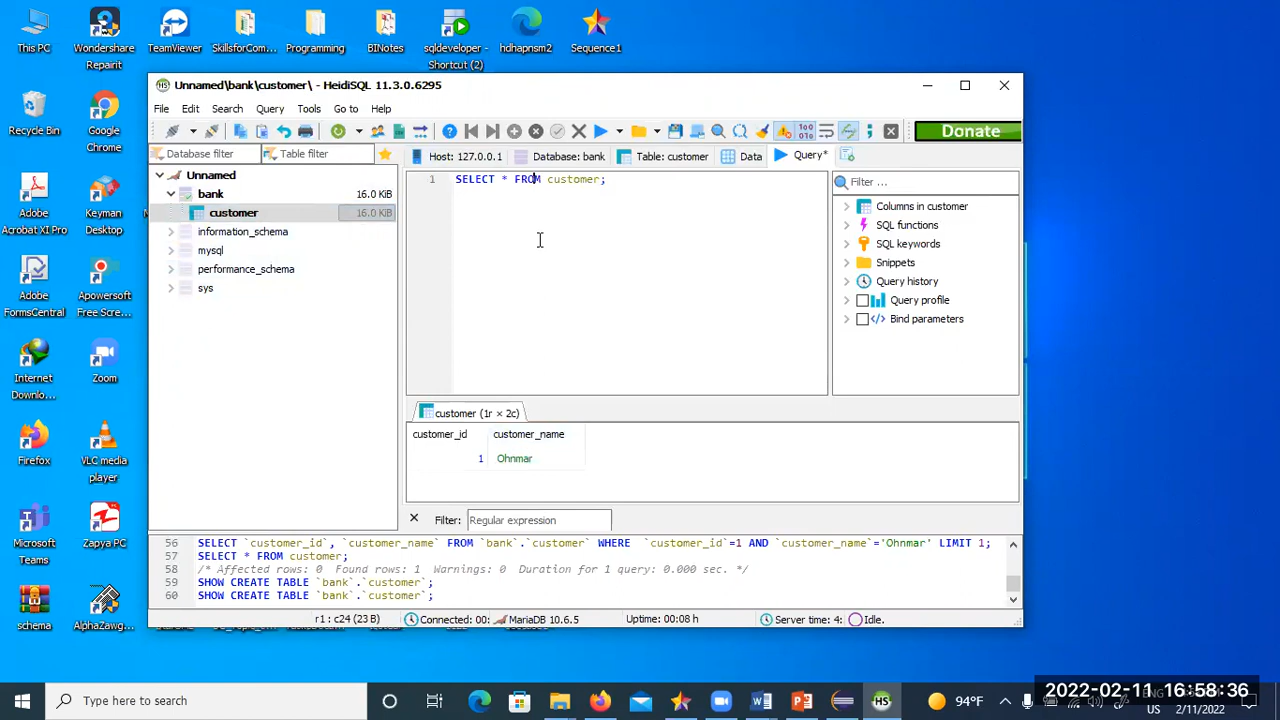 This PC
Wondershare
Repairit
TeamViewer
SkillsforCom...
Programming
BINotes
sqldeveloper -
Shortcut (2)
hdhapnsm2
Sequence1
Unnamed\bank\customer\ - HeidiSQL 11.3.0.6295
File Edit Search Query Tools Go to Help
Donate
Recycle Bin
Google
Chrome
Database filter
Table filter
Host: 127.0.0.1
Database: bank
Table: customer
Data
Query*
Unnamed
bank 16.0 KiB
customer 16.0 KiB
information_schema
mysql
performance_schema
sys
1 SELECT * FROM customer;
Filter ...
Columns in customer
SQL functions
SQL keywords
Snippets
Query history
Query profile
Bind parameters
Adobe
Acrobat XI Pro
Keyman
Desktop
Adobe
FormsCentral
Apowersoft
Free Scre...
Internet
Downlo...
Zoom
Firefox
VLC media
player
Microsoft
Teams
Zapya PC
schema
AlphaZawg...
customer (1r × 2c)
customer_id customer_name
1 Ohnmar
Filter: Regular expression
56 SELECT `customer_id`, `customer_name` FROM `bank`.`customer` WHERE `customer_id`=1 AND `customer_name`='Ohnmar' LIMIT 1;
57 SELECT * FROM customer;
58 /* Affected rows: 0 Found rows: 1 Warnings: 0 Duration for 1 query: 0.000 sec. */
59 SHOW CREATE TABLE `bank`.`customer`;
60 SHOW CREATE TABLE `bank`.`customer`;
r1 : c24 (23 B)
Connected: 00:
MariaDB 10.6.5
Uptime: 00:08 h
Server time: 4:
Idle.
Type here to search
94°F
2022-02-11 16:58:36
US
2/11/2022